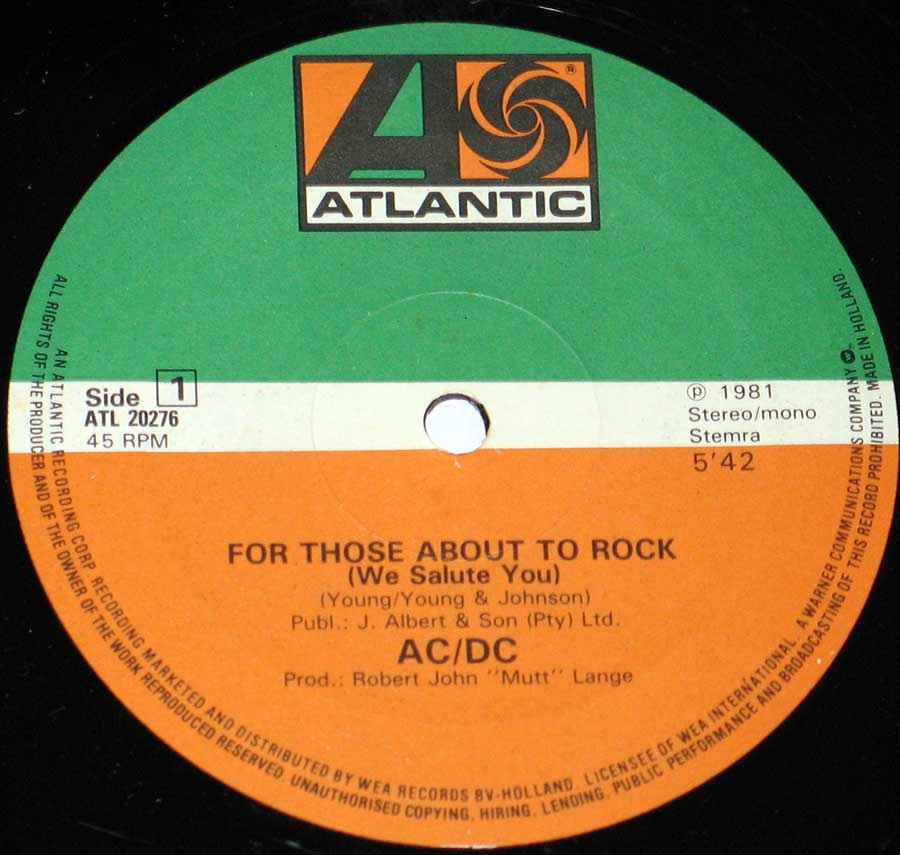 ®
ATLANTIC
Side 1
ATL 20276
45 RPM
℗ 1981
Stereo/mono
Stemra
5'42
FOR THOSE ABOUT TO ROCK
(We Salute You)
(Young/Young & Johnson)
Publ.: J. Albert & Son (Pty) Ltd.
AC/DC
Prod.: Robert John "Mutt" Lange
AN ATLANTIC RECORDING CORP. RECORDING MARKETED AND DISTRIBUTED BY WEA RECORDS BV-HOLLAND. LICENSEE OF WEA INTERNATIONAL. A WARNER COMMUNICATIONS COMPANY
ALL RIGHTS OF THE PRODUCER AND OF THE OWNER OF THE WORK REPRODUCED RESERVED. UNAUTHORISED COPYING, HIRING, LENDING, PUBLIC PERFORMANCE AND BROADCASTING OF THIS RECORD PROHIBITED. MADE IN HOLLAND.